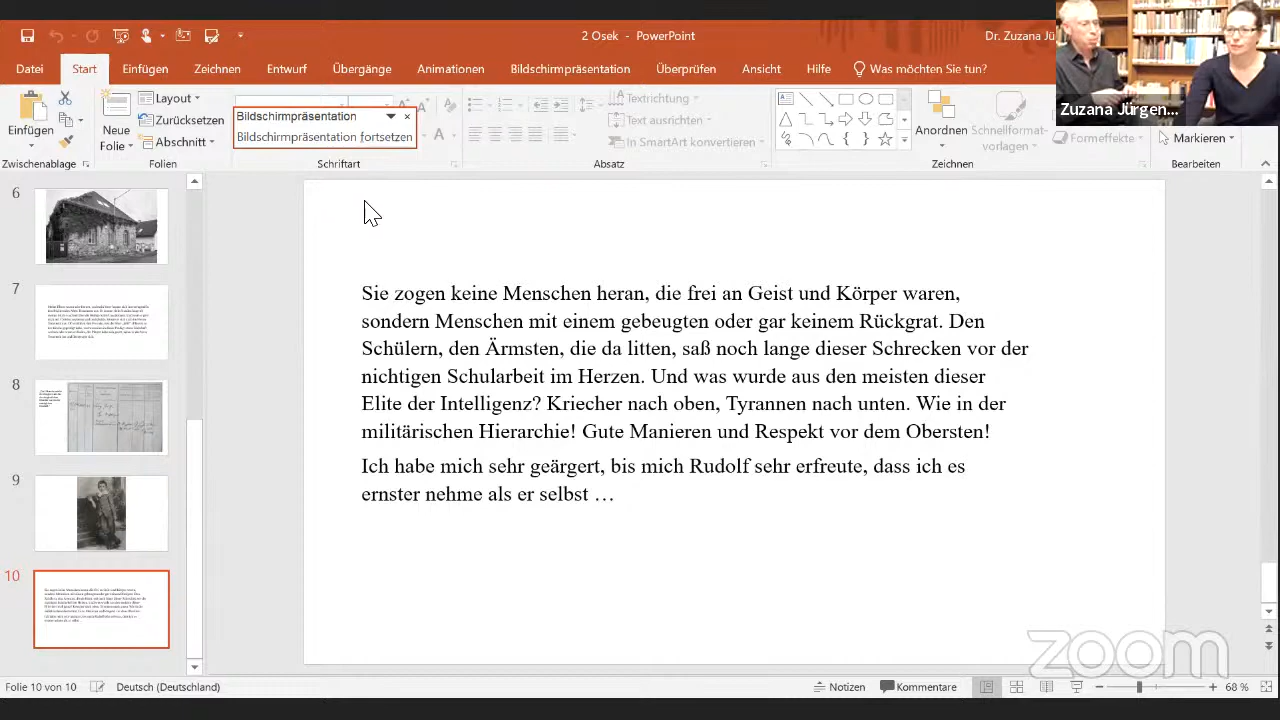 2 Osek - PowerPoint
Dr. Zuzana Jü
Datei Start Einfügen Zeichnen Entwurf Übergänge Animationen Bildschirmpräsentation Überprüfen Ansicht Hilfe Was möchten Sie tun?
Einfügen
Zwischenablage
Neue Folie
Layout
Zurücksetzen
Abschnitt
Folien
Bildschirmpräsentation
Bildschirmpräsentation fortsetzen
Schriftart
Textrichtung
Text ausrichten
In SmartArt konvertieren
Absatz
Anordnen
Schnellformat-
vorlagen
Formeffekte
Zeichnen
Markieren
Bearbeiten
Zuzana Jürgen...
6
7
8
9
10
Sie zogen keine Menschen heran, die frei an Geist und Körper waren,
sondern Menschen mit einem gebeugten oder gar keinem Rückgrat. Den
Schülern, den Ärmsten, die da litten, saß noch lange dieser Schrecken vor der
nichtigen Schularbeit im Herzen. Und was wurde aus den meisten dieser
Elite der Intelligenz? Kriecher nach oben, Tyrannen nach unten. Wie in der
militärischen Hierarchie! Gute Manieren und Respekt vor dem Obersten!
Ich habe mich sehr geärgert, bis mich Rudolf sehr erfreute, dass ich es
ernster nehme als er selbst …
zoom
Folie 10 von 10 Deutsch (Deutschland) Notizen Kommentare 68 %